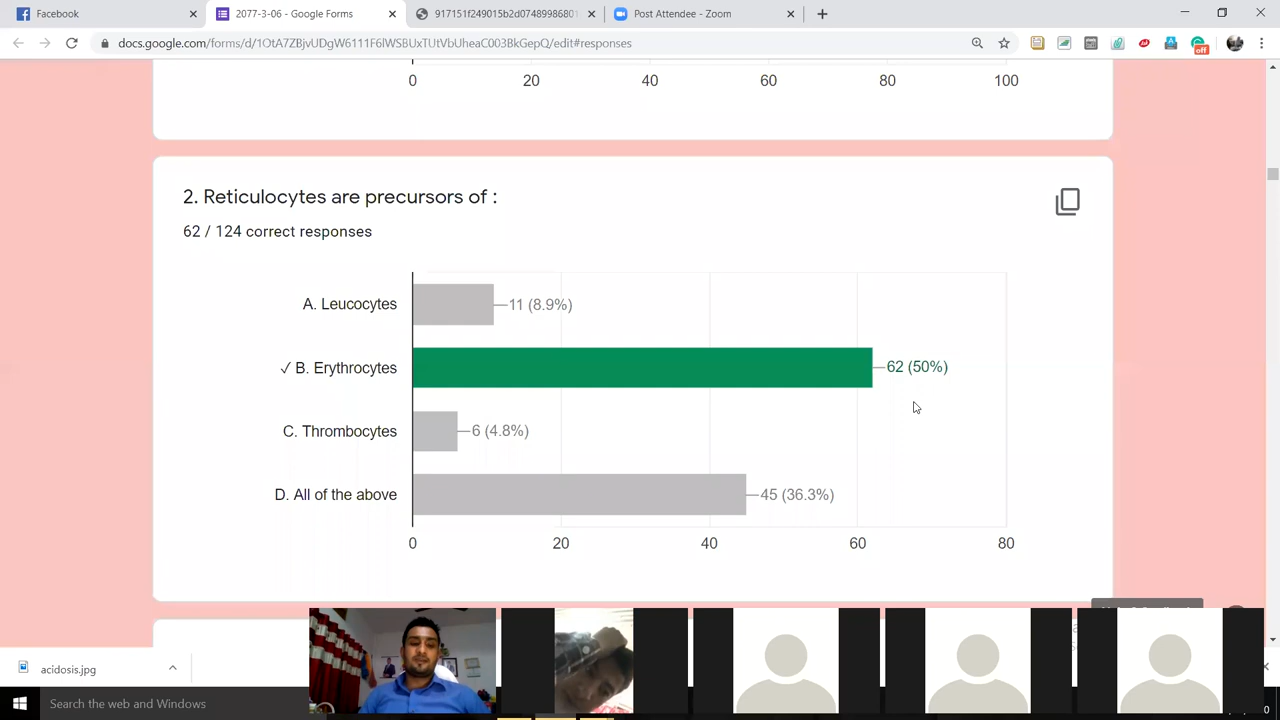 Facebook
2077-3-06 - Google Forms
917151f249015b2d07489986801
Post Attendee - Zoom
docs.google.com/forms/d/1OtA7ZBjvUDgW6111F6lWSBUxTUtVbUheaC003BkGepQ/edit#responses
off
0 20 40 60 80 100
2. Reticulocytes are precursors of :
62 / 124 correct responses
A. Leucocytes 11 (8.9%)
✓ B. Erythrocytes 62 (50%)
C. Thrombocytes 6 (4.8%)
D. All of the above 45 (36.3%)
0 20 40 60 80
acidosis.jpg
Search the web and Windows